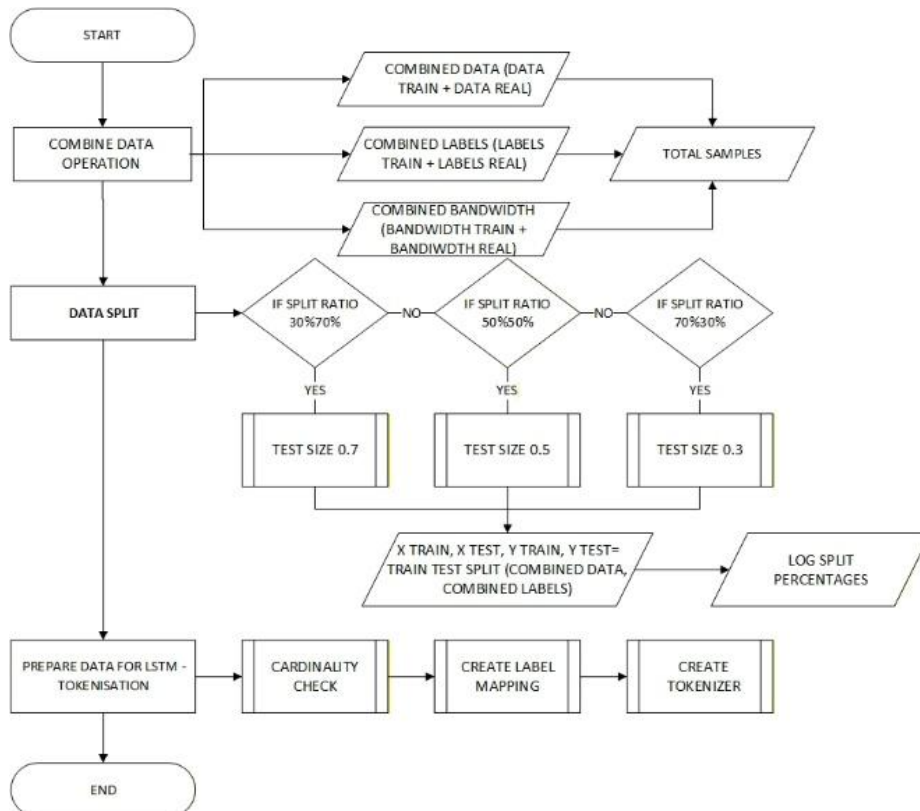 START
COMBINE DATA
OPERATION
COMBINED DATA (DATA
TRAIN + DATA REAL)
COMBINED LABELS (LABELS
TRAIN + LABELS REAL)
COMBINED BANDWIDTH
(BANDWIDTH TRAIN +
BANDIWDTH REAL)
TOTAL SAMPLES
DATA SPLIT
IF SPLIT RATIO
30%70%
NO
IF SPLIT RATIO
50%50%
NO
IF SPLIT RATIO
70%30%
YES
YES
YES
TEST SIZE 0.7
TEST SIZE 0.5
TEST SIZE 0.3
X TRAIN, X TEST, Y TRAIN, Y TEST=
TRAIN TEST SPLIT (COMBINED DATA,
COMBINED LABELS)
LOG SPLIT
PERCENTAGES
PREPARE DATA FOR LSTM -
TOKENISATION
CARDINALITY
CHECK
CREATE LABEL
MAPPING
CREATE
TOKENIZER
END